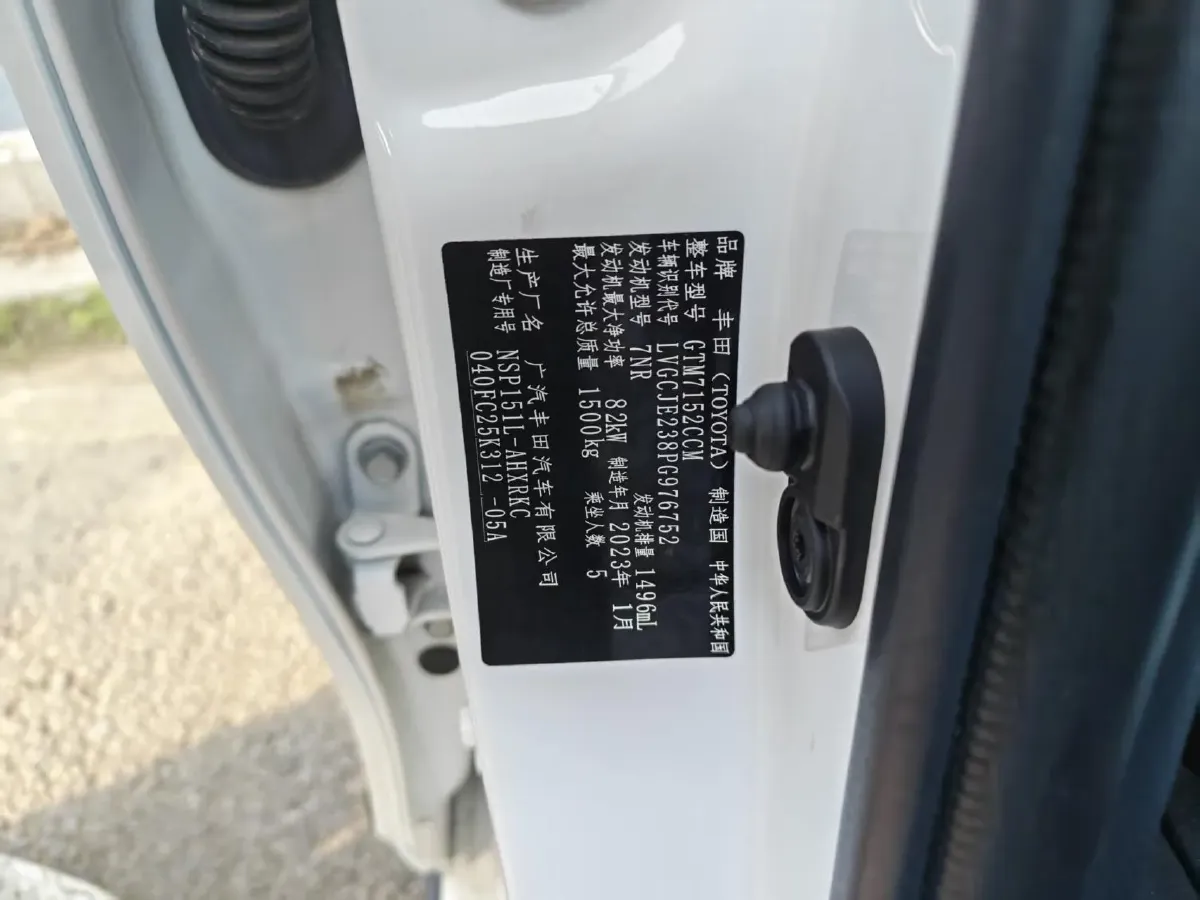 品牌 丰田（TOYOTA） 制造国 中华人民共和国
整车型号 GTM7152CCM
车辆识别代号 LVGCJE238PG976752
发动机型号 7NR 发动机排量 1496mL
发动机最大净功率 82kW 制造年月 2023年 1月
最大允许总质量 1500kg 乘坐人数 5
生产厂名 广汽丰田汽车有限公司
制造厂专用号 NSP151L-AHXRKC
040FC25K312 -05A